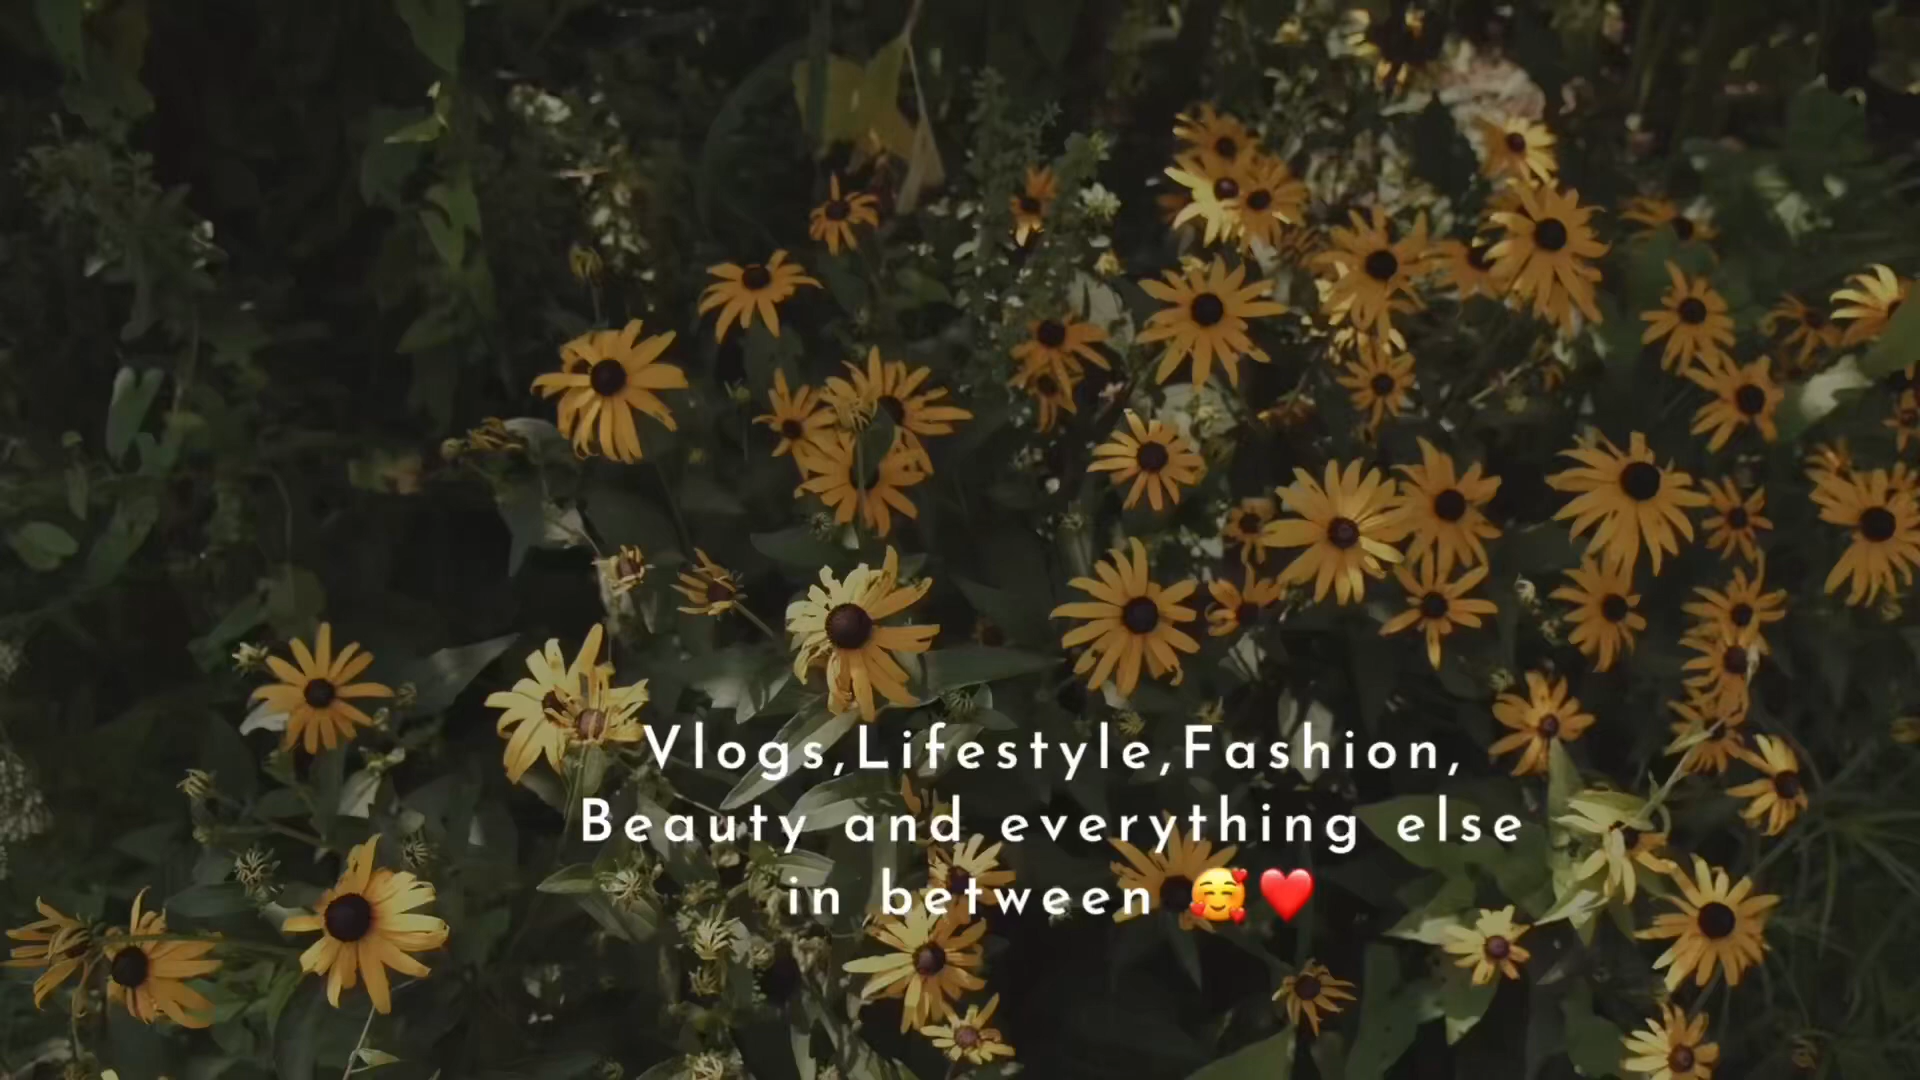 Vlogs,Lifestyle,Fashion,
Beauty and everything else
in between 🥰❤️